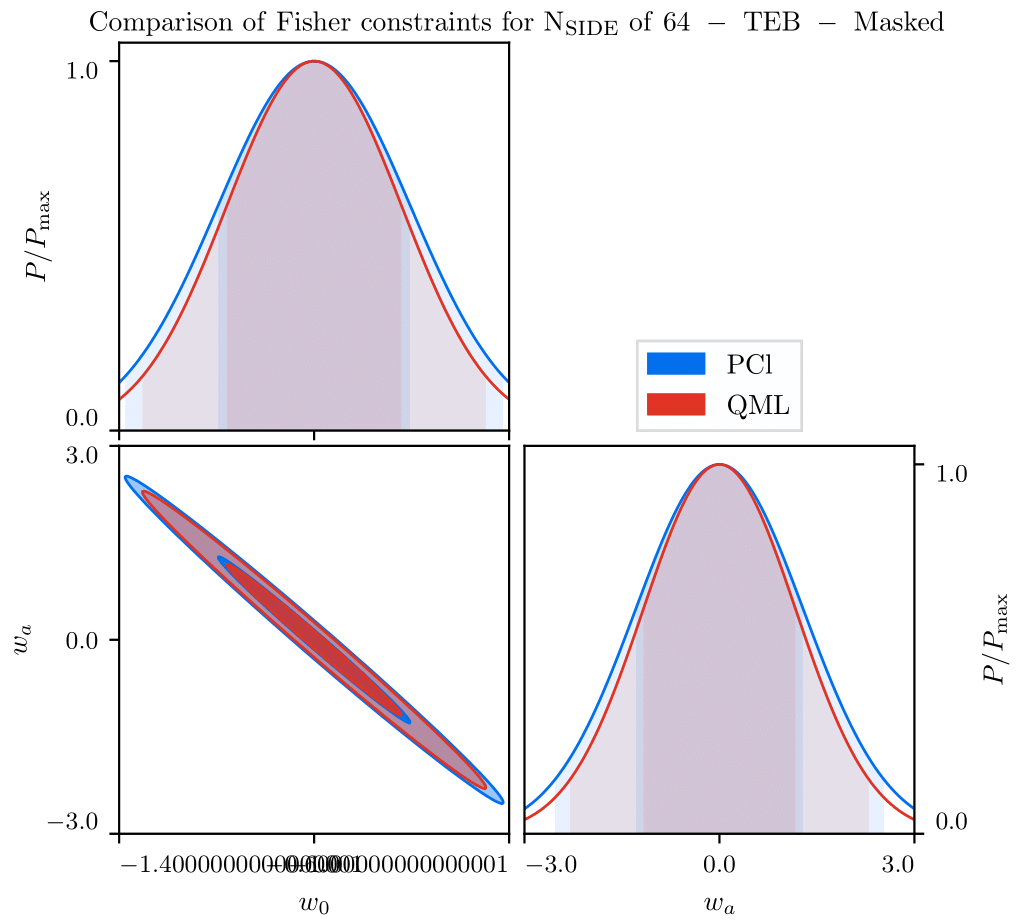 Comparison of Fisher constraints for N_SIDE of 64 − TEB − Masked
1.0
P/P_max
0.0
PCl
QML
3.0
1.0
w_a
0.0
P/P_max
−3.0
0.0
−3.0
0.0
3.0
w_0
w_a